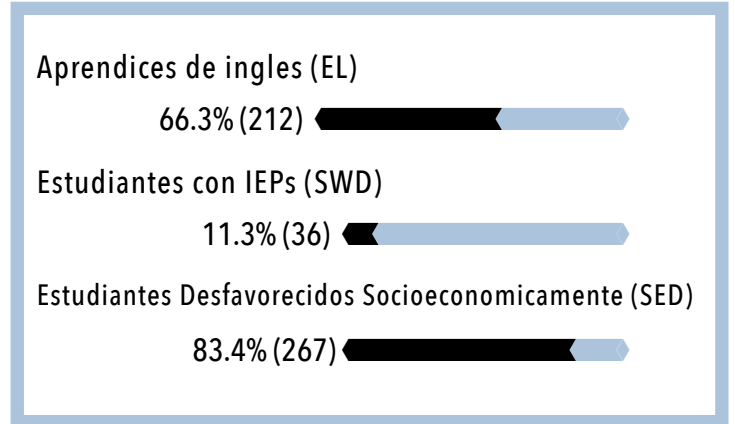 Aprendices de ingles (EL)
66.3% (212)
Estudiantes con IEPs (SWD)
11.3% (36)
Estudiantes Desfavorecidos Socioeconomicamente (SED)
83.4% (267)